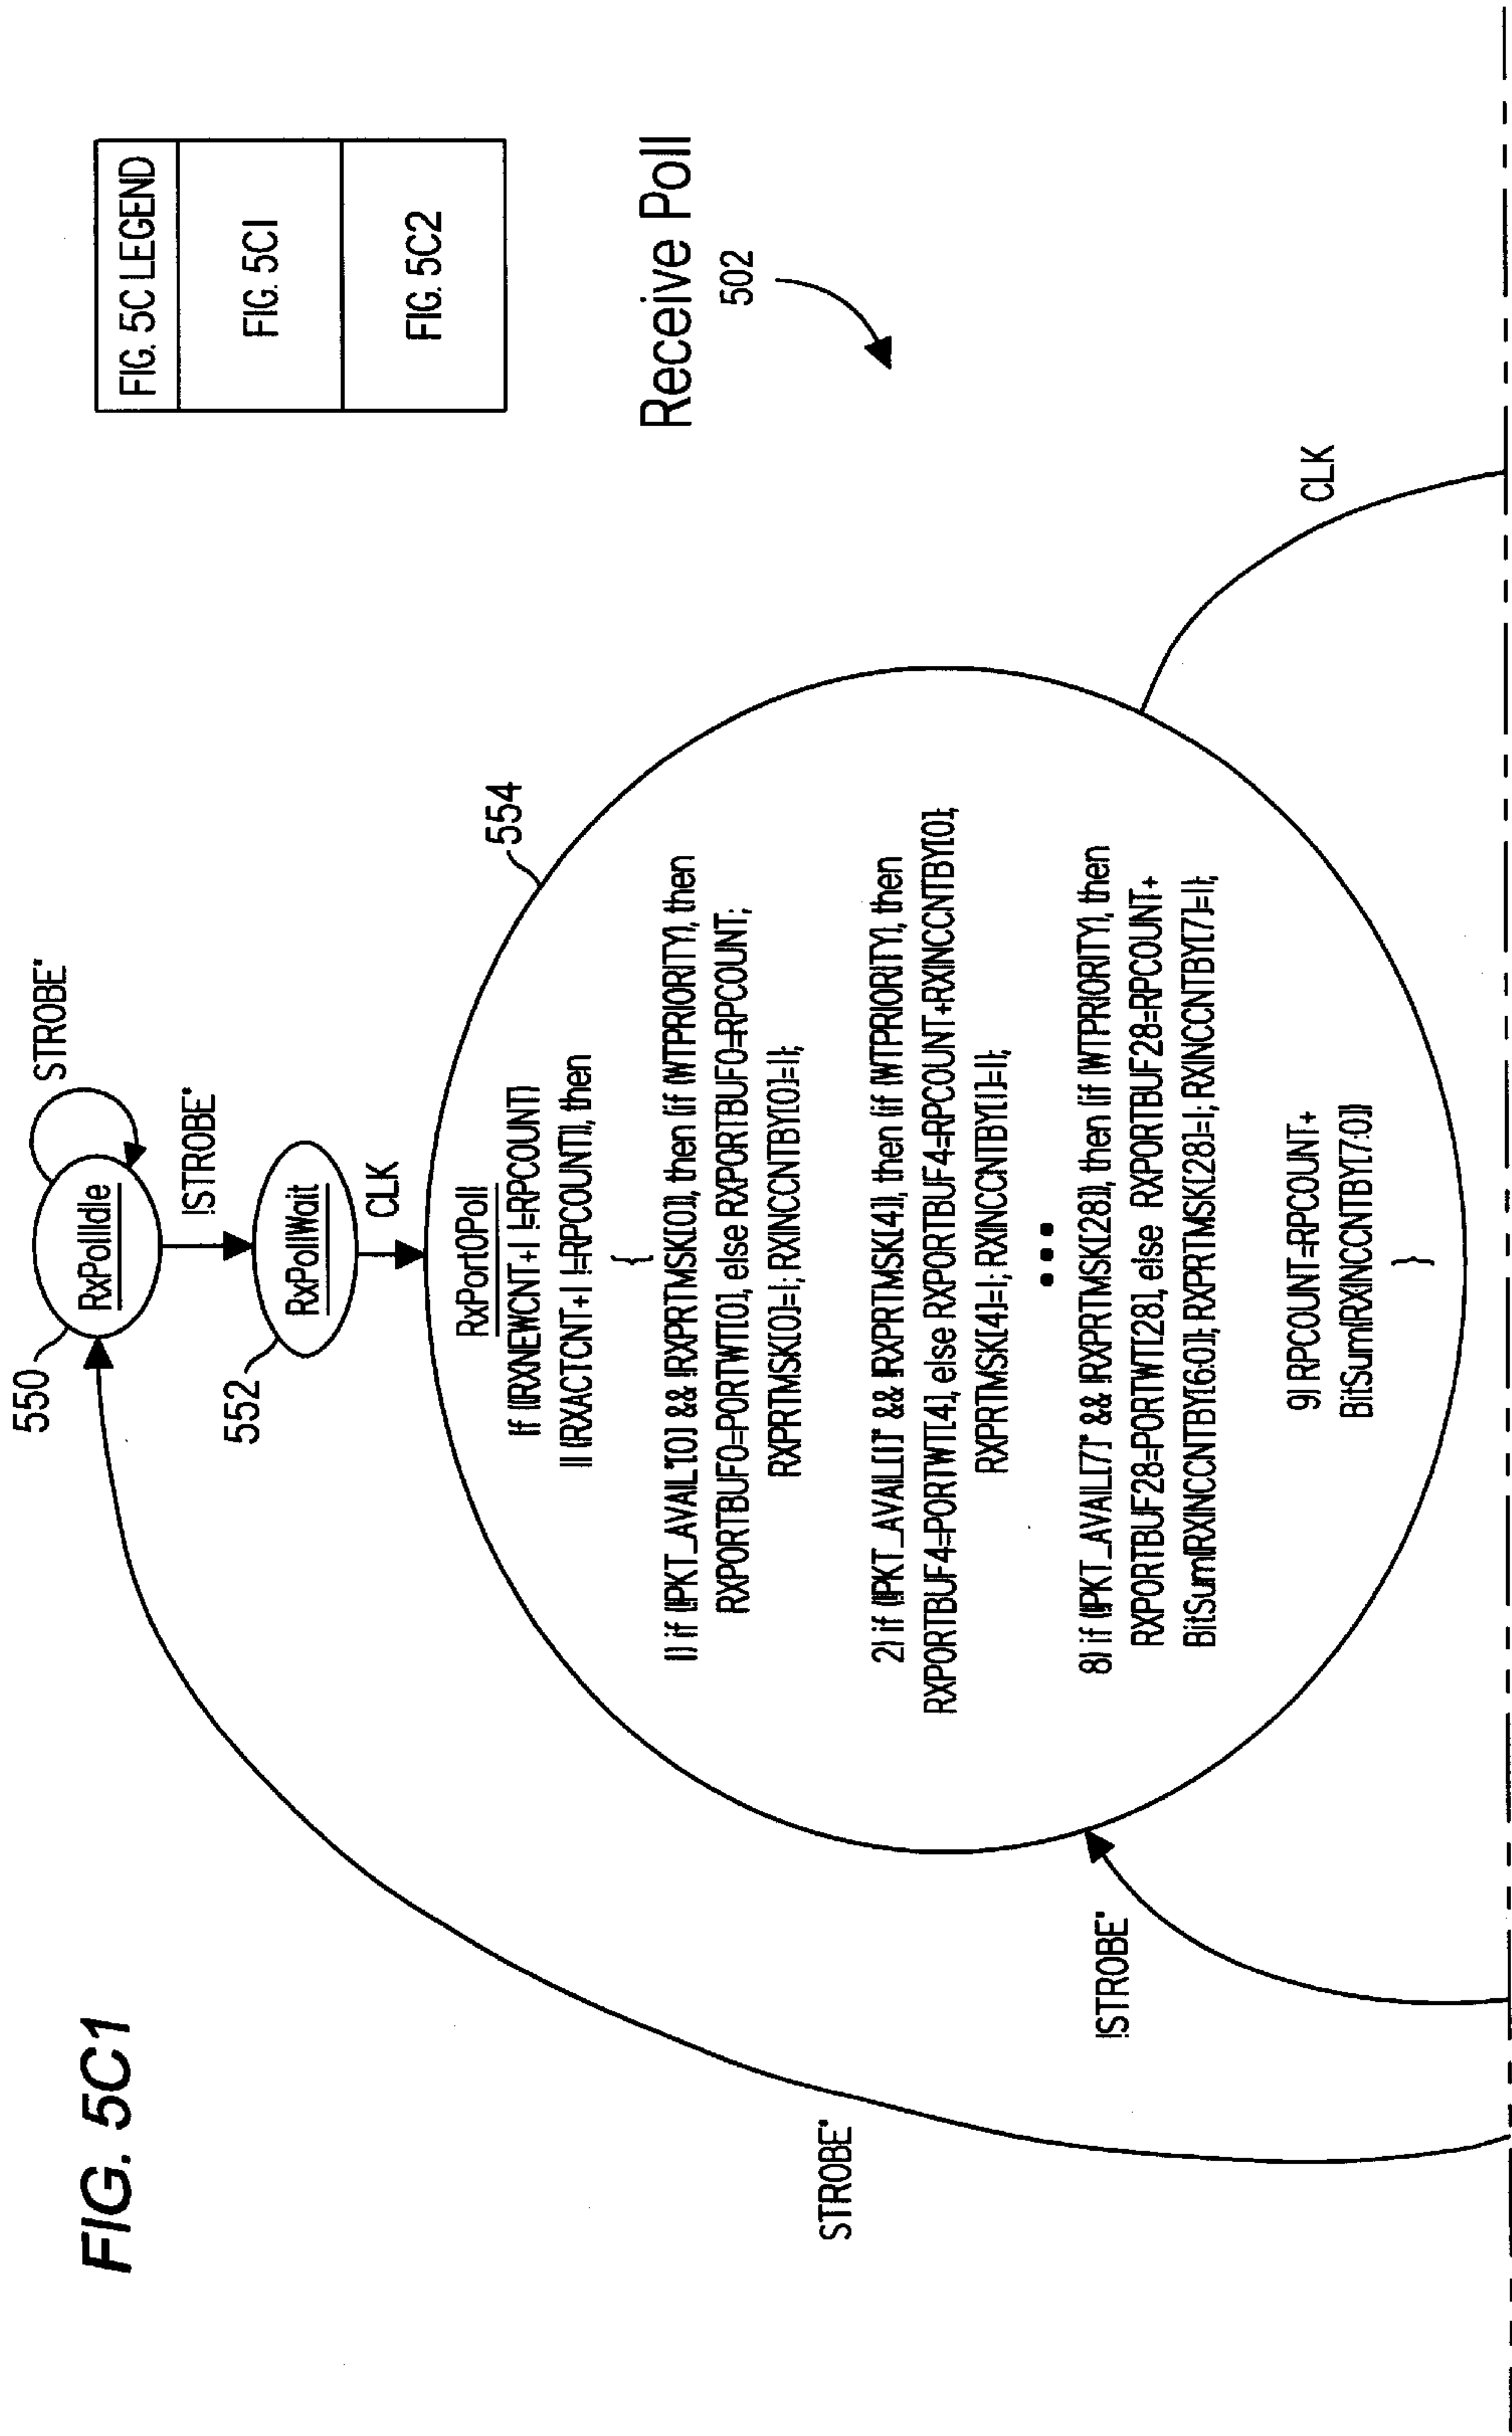 FIG. 5C1
FIG. 5C LEGEND
FIG. 5C1
FIG. 5C2
Receive Poll
502
550
RxPollIdle
STROBE*
!STROBE*
552
RxPollWait
CLK
554
RxPort0Poll
If [[RXNEWCNT+1 !=RPCOUNT]
|| [RXACTCNT+1 !=RPCOUNT]], then
{
1] if [!PKT_AVAIL*[0] && !RXPRTMSK[0]], then [if [WTPRIORITY], then
RXPORTBUF0=PORTWT[0], else RXPORTBUF0=RPCOUNT;
RXPRTMSK[0]=1; RXINCCNTBY[0]=1];
2] if [!PKT_AVAIL[1]* && !RXPRTMSK[4]], then [if [WTPRIORITY], then
RXPORTBUF4=PORTWT[4], else RXPORTBUF4=RPCOUNT+RXINCCNTBY[0];
RXPRTMSK[4]=1; RXINCCNTBY[1]=1];
•••
8] if [!PKT_AVAIL[7]* && !RXPRTMSK[28]], then [if [WTPRIORITY], then
RXPORTBUF28=PORTWT[28], else RXPORTBUF28=RPCOUNT+
BitSum[RXINCCNTBY[6:0]]; RXPRTMSK[28]=1; RXINCCNTBY[7]=1];
9] RPCOUNT=RPCOUNT+
BitSum[RXINCCNTBY[7:0]]
}
STROBE*
!STROBE*
CLK